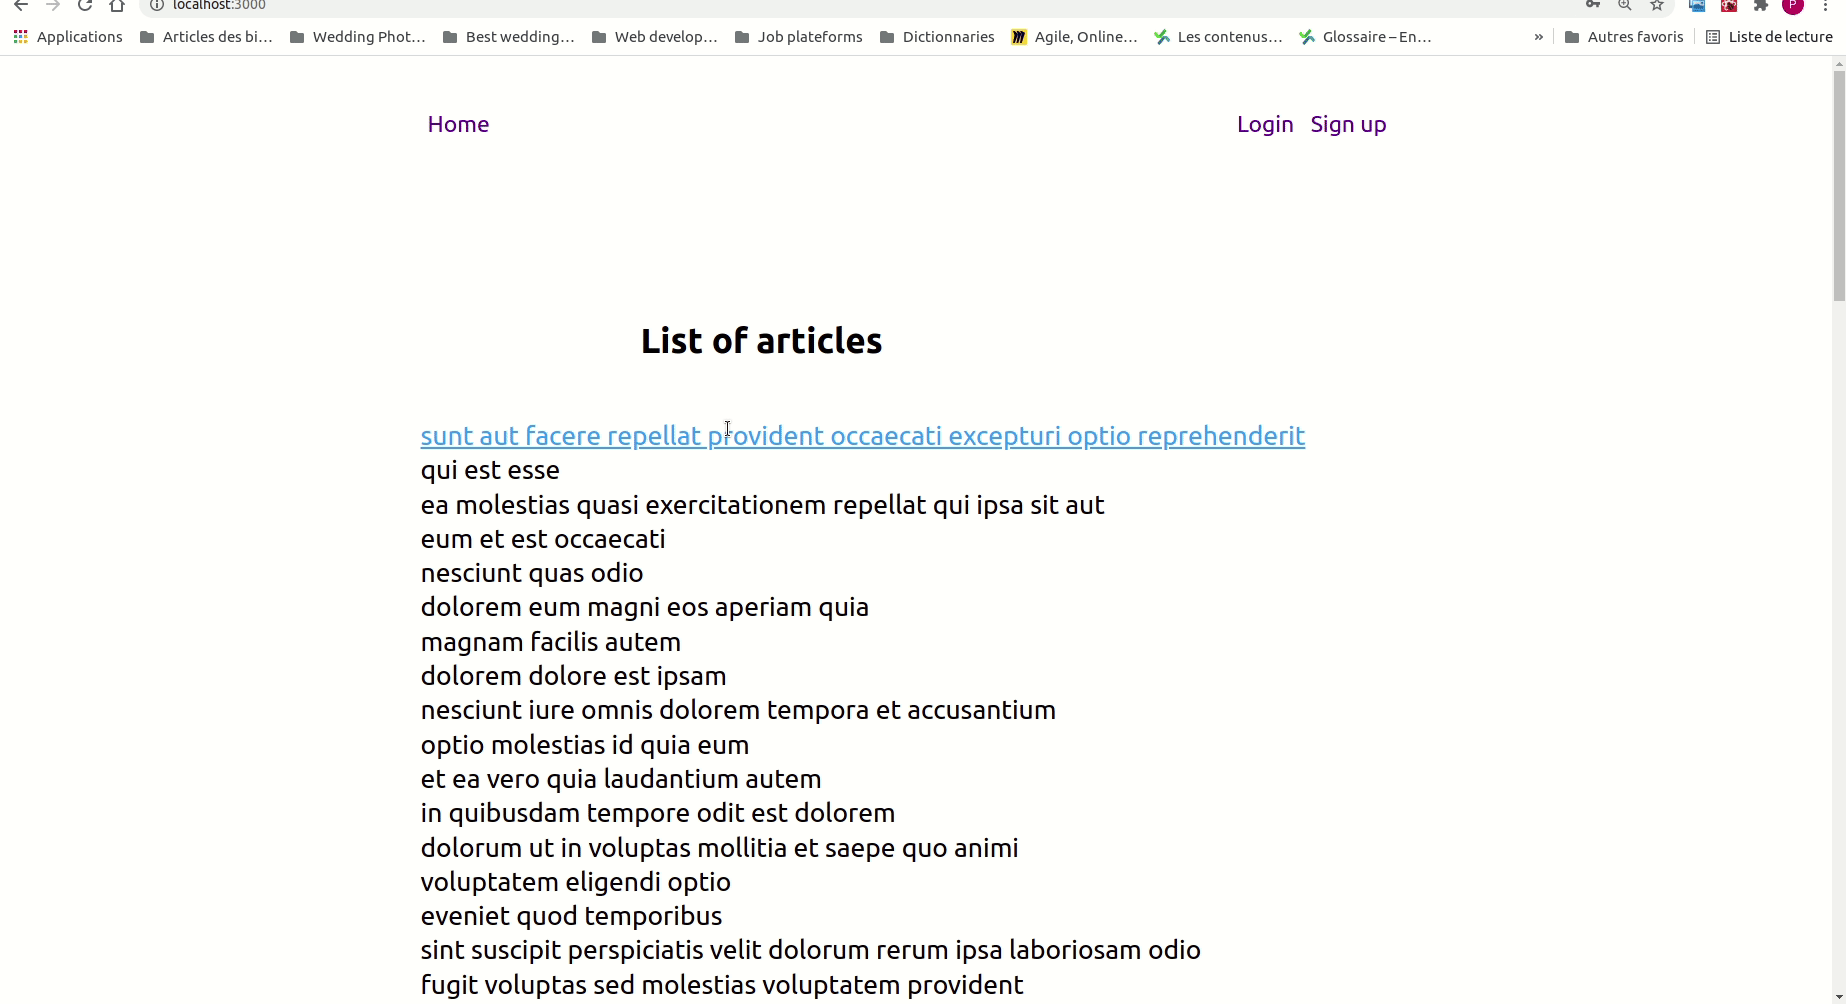 localhost:3000
Applications Articles des bi... Wedding Phot... Best wedding... Web develop... Job plateforms Dictionnaries Agile, Online... Les contenus... Glossaire – En... » Autres favoris Liste de lecture
Home Login Sign up
List of articles
sunt aut facere repellat provident occaecati excepturi optio reprehenderit
qui est esse
ea molestias quasi exercitationem repellat qui ipsa sit aut
eum et est occaecati
nesciunt quas odio
dolorem eum magni eos aperiam quia
magnam facilis autem
dolorem dolore est ipsam
nesciunt iure omnis dolorem tempora et accusantium
optio molestias id quia eum
et ea vero quia laudantium autem
in quibusdam tempore odit est dolorem
dolorum ut in voluptas mollitia et saepe quo animi
voluptatem eligendi optio
eveniet quod temporibus
sint suscipit perspiciatis velit dolorum rerum ipsa laboriosam odio
fugit voluptas sed molestias voluptatem provident